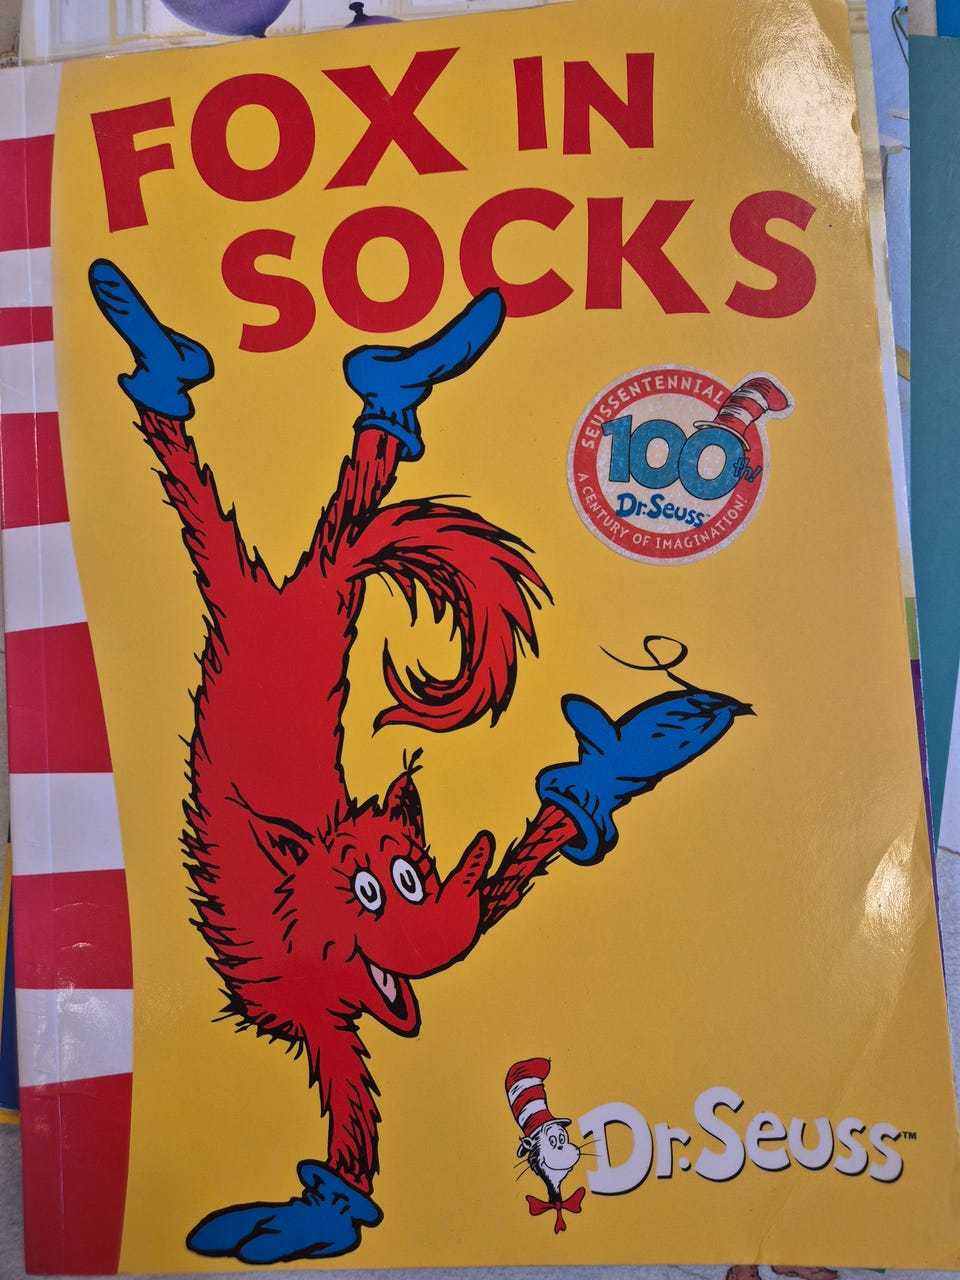 FOX IN
SOCKS
SEUSSENTENNIAL
100th!
Dr. Seuss
A CENTURY OF IMAGINATION!
Dr. Seuss™